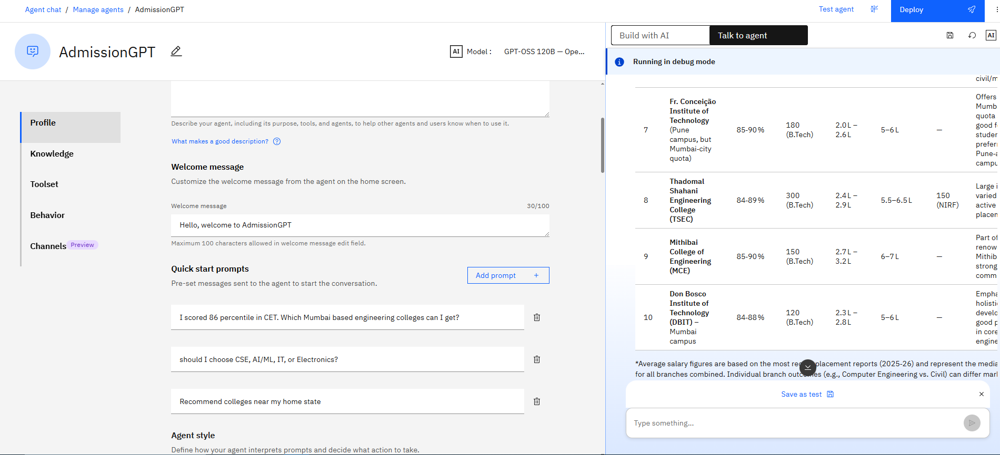 Agent chat / Manage agents / AdmissionGPT
Test agent
Deploy
AdmissionGPT
AI Model : GPT-OSS 120B — Ope...
Profile
Knowledge
Toolset
Behavior
Channels Preview
Describe your agent, including its purpose, tools, and agents, to help other agents and users know when to use it.
What makes a good description?
Welcome message
Customize the welcome message from the agent on the home screen.
Welcome message 30/100
Hello, welcome to AdmissionGPT
Maximum 100 characters allowed in welcome message edit field.
Quick start prompts
Pre-set messages sent to the agent to start the conversation.
Add prompt +
I scored 86 percentile in CET. Which Mumbai based engineering colleges can I get?
should I choose CSE, AI/ML, IT, or Electronics?
Recommend colleges near my home state
Agent style
Define how your agent interprets prompts and decide what action to take.
Build with AI
Talk to agent
AI
Running in debug mode
civil/m
7
Fr. Conceição
Institute of
Technology
(Pune
campus, but
Mumbai-city
quota)
85-90 %
180
(B.Tech)
2.0 L –
2.6 L
5–6 L
—
Offers
Mumb
quota
good f
studer
prefer
Pune-a
campu
8
Thadomal
Shahani
Engineering
College
(TSEC)
84-89 %
300
(B.Tech)
2.4 L –
2.9 L
5.5–6.5 L
150
(NIRF)
Large i
varied
active
placem
9
Mithibai
College of
Engineering
(MCE)
85-90 %
150
(B.Tech)
2.7 L –
3.2 L
6–7 L
—
Part of
renow
Mithib
strong
comm
10
Don Bosco
Institute of
Technology
(DBIT) –
Mumbai
campus
84-88 %
120
(B.Tech)
2.3 L –
2.8 L
5–6 L
—
Empha
holisti
develo
good p
in core
engine
*Average salary figures are based on the most placement reports (2025-26) and represent the media
for all branches combined. Individual branch outcomes (e.g., Computer Engineering vs. Civil) can differ marl
Save as test
Type something...